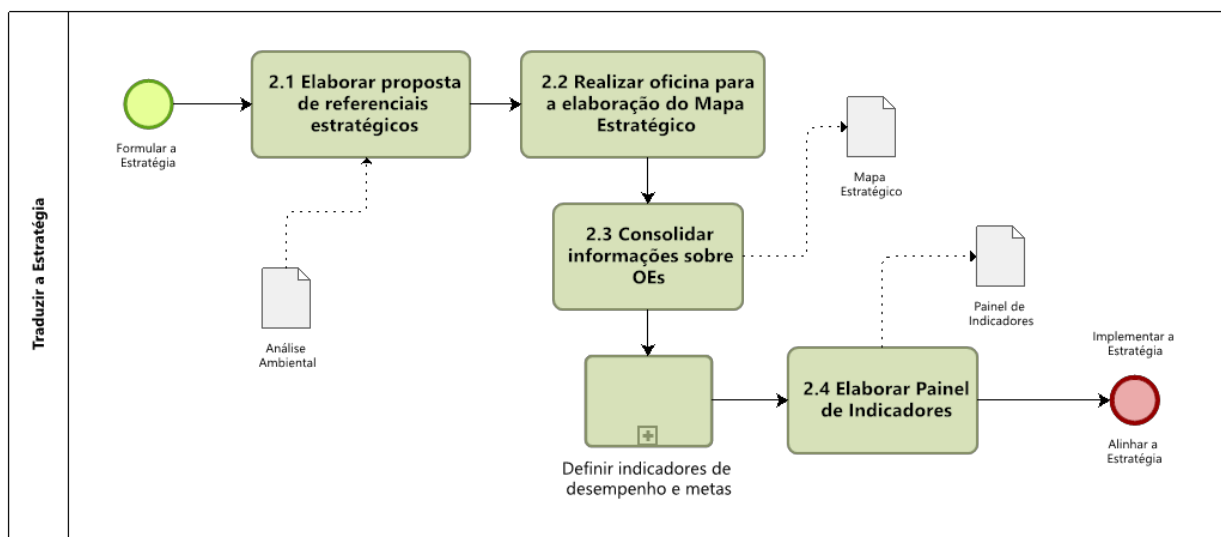 Traduzir a Estratégia
Formular a
Estratégia
2.1 Elaborar proposta
de referenciais
estratégicos
2.2 Realizar oficina para
a elaboração do Mapa
Estratégico
Mapa
Estratégico
2.3 Consolidar
informações sobre
OEs
Análise
Ambiental
Painel de
Indicadores
Definir indicadores de
desempenho e metas
2.4 Elaborar Painel
de Indicadores
Implementar a
Estratégia
Alinhar a
Estratégia